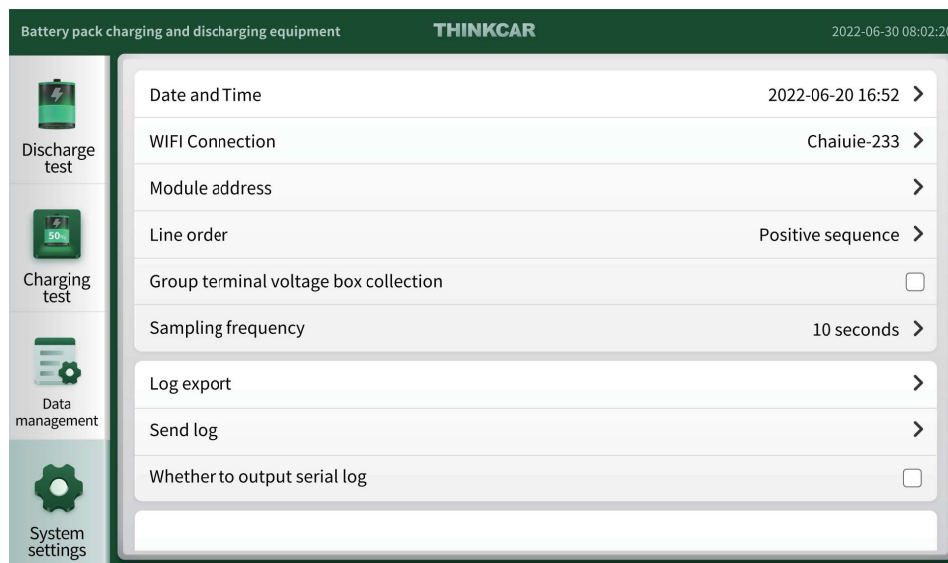 Battery pack charging and discharging equipment
THINKCAR
2022-06-30 08:02:20
Discharge
test
50%
Charging
test
Data
management
System
settings
Date and Time
2022-06-20 16:52
WIFI Connection
Chaiuie-233
Module address
Line order
Positive sequence
Group terminal voltage box collection
Sampling frequency
10 seconds
Log export
Send log
Whether to output serial log